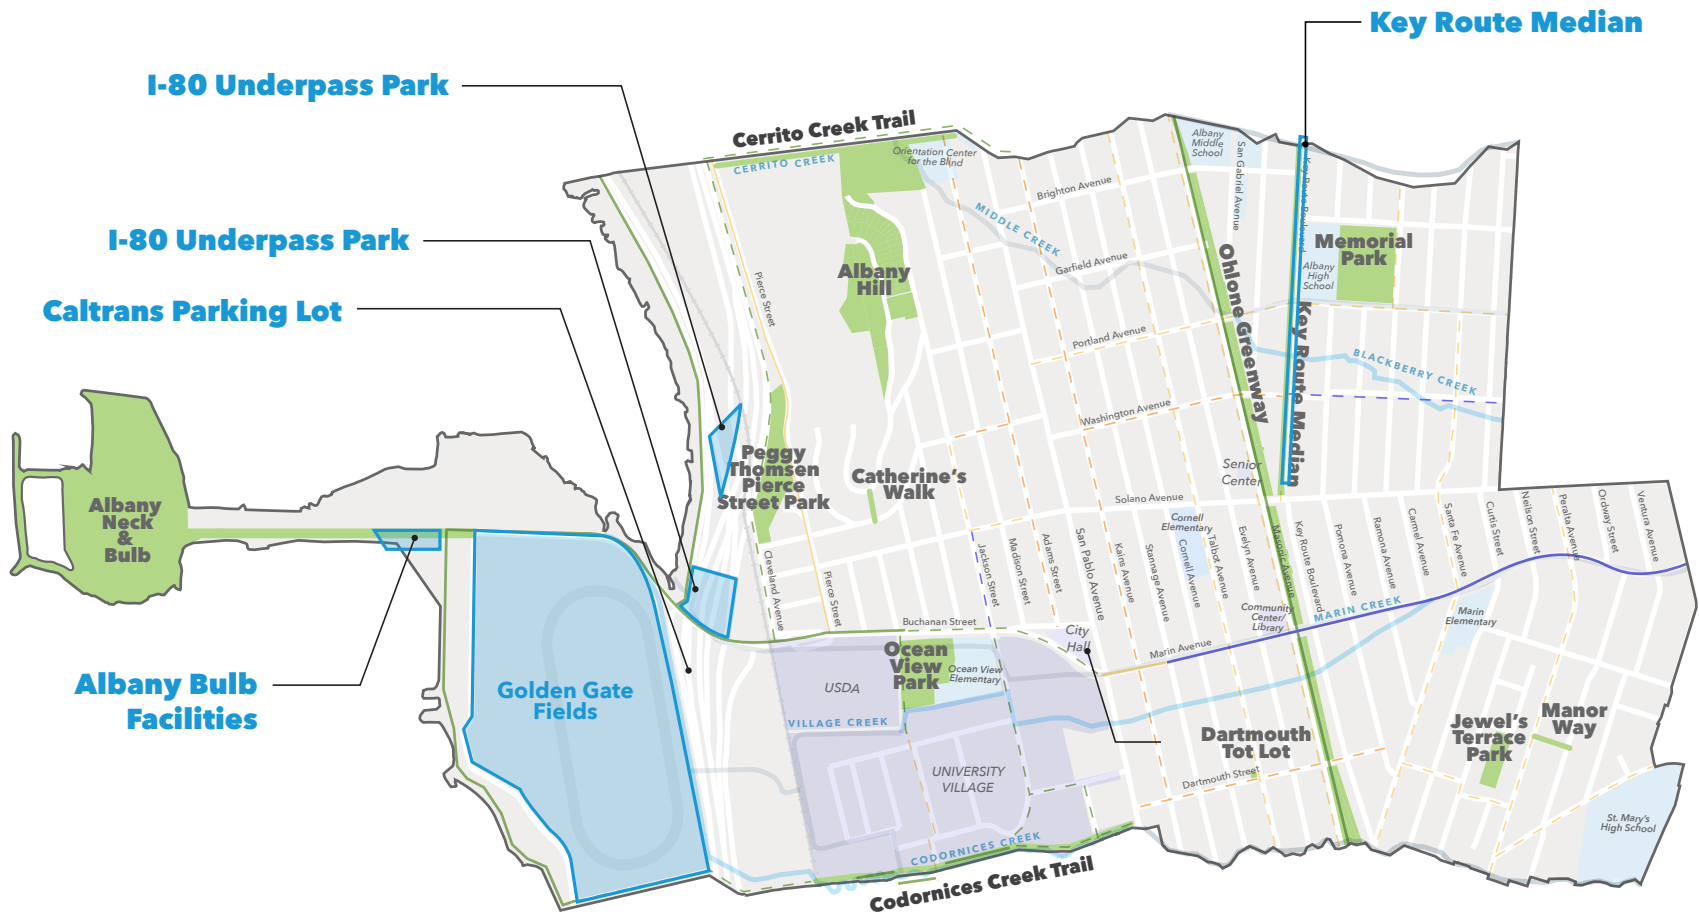 Key Route Median
I-80 Underpass Park
I-80 Underpass Park
Caltrans Parking Lot
Albany Bulb
Facilities
Golden Gate
Fields
Albany
Neck
&
Bulb
Cerrito Creek Trail
CERRITO CREEK
Orientation Center
for the Blind
Albany
Middle
School
San Gabriel Avenue
Key Route Boulevard
Brighton Avenue
MIDDLE CREEK
Garfield Avenue
Albany
Hill
Pierce Street
Ohlone Greenway
Memorial
Park
Albany
High
School
Portland Avenue
Key Route Median
BLACKBERRY CREEK
Washington Avenue
Peggy
Thomsen
Pierce
Street Park
Catherine's
Walk
Senior
Center
Solano Avenue
Cornell
Elementary
Cleveland Avenue
Pierce Street
Jackson Street
Madison Street
Adams Street
San Pablo Avenue
Kains Avenue
Stannage Avenue
Cornell Avenue
Talbot Avenue
Evelyn Avenue
Masonic Avenue
Key Route Boulevard
Pomona Avenue
Ramona Avenue
Carmel Avenue
Santa Fe Avenue
Curtis Street
Neilson Street
Peralta Avenue
Ordway Street
Ventura Avenue
Buchanan Street
City
Hall
Community
Center/
Library
MARIN CREEK
Marin
Elementary
Marin Avenue
Ocean
View
Park
Ocean View
Elementary
USDA
VILLAGE CREEK
UNIVERSITY
VILLAGE
Dartmouth
Tot Lot
Dartmouth Street
Jewel's
Terrace
Park
Manor
Way
St. Mary's
High School
CODORNICES CREEK
Codornices Creek Trail